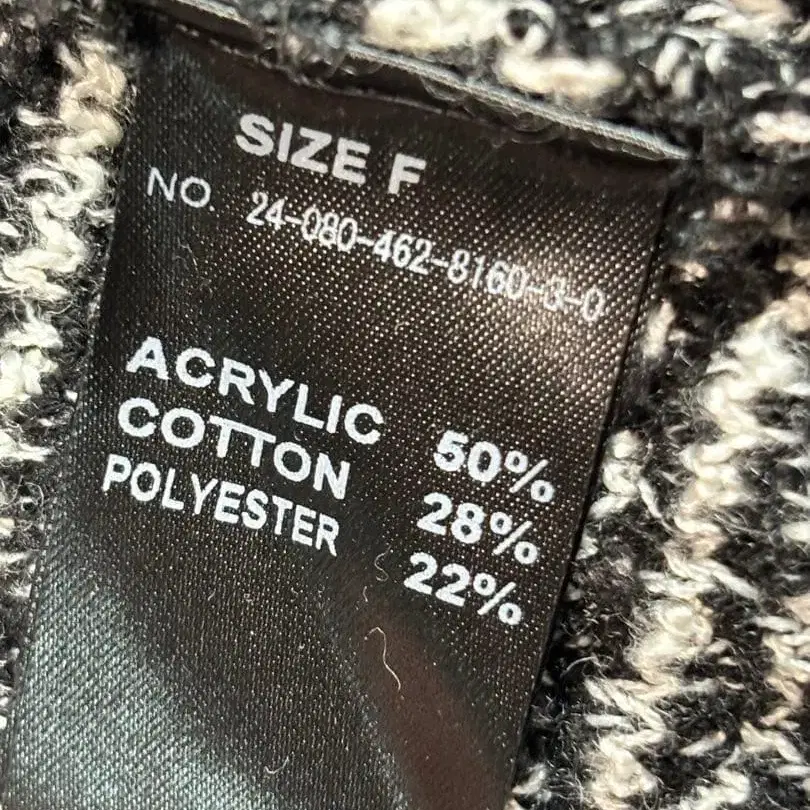 SIZE F
NO. 24-080-462-8160-3-0
ACRYLIC 50%
COTTON 28%
POLYESTER 22%